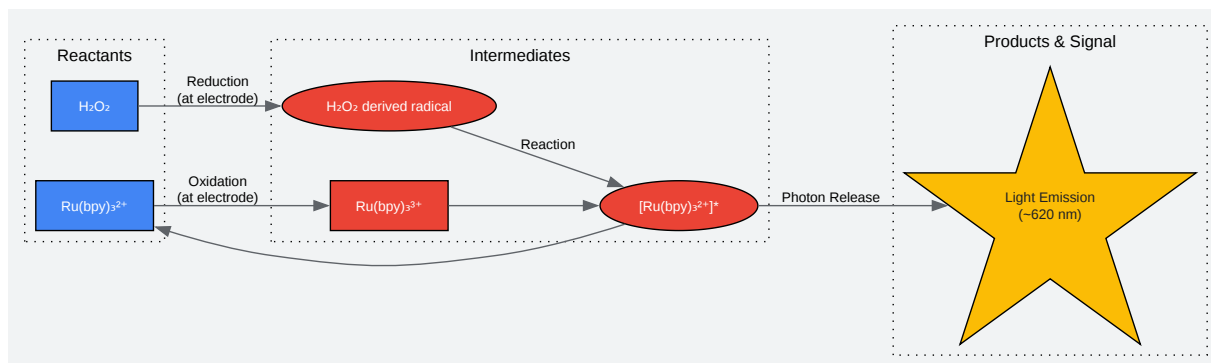 Reactants
Intermediates
Products & Signal
H₂O₂
Reduction
(at electrode)
H₂O₂ derived radical
Reaction
Ru(bpy)₃²⁺
Oxidation
(at electrode)
Ru(bpy)₃³⁺
[Ru(bpy)₃²⁺]*
Photon Release
Light Emission
(~620 nm)